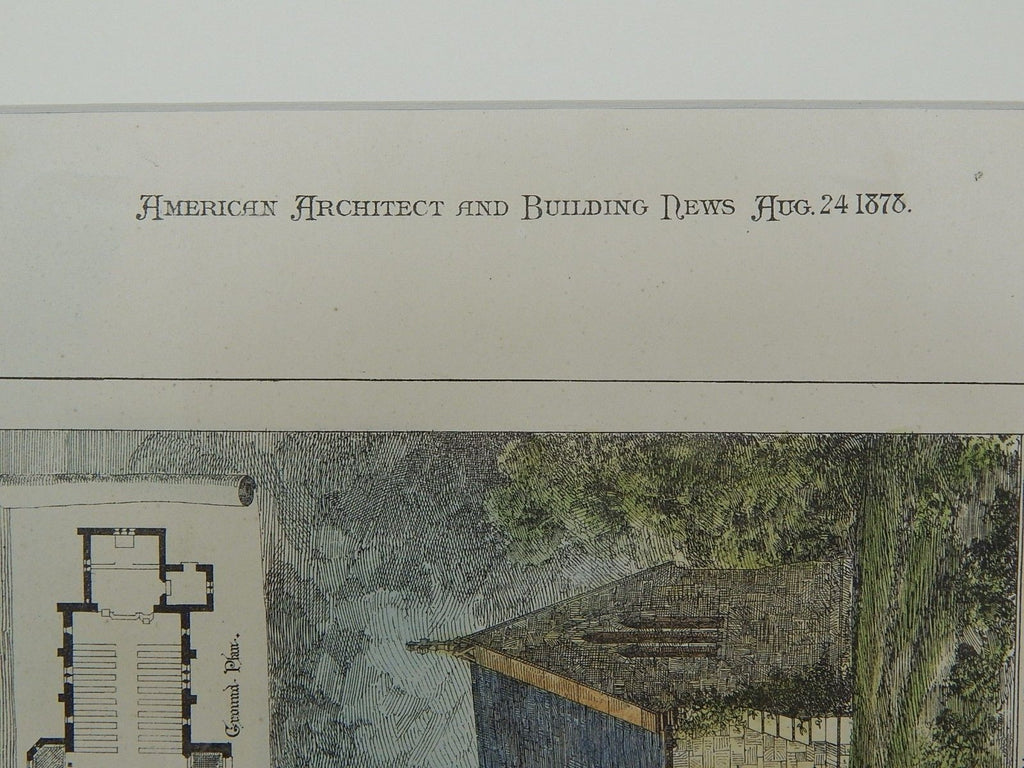 American Architect and Building News Aug. 24 1878.
Ground-Plan.